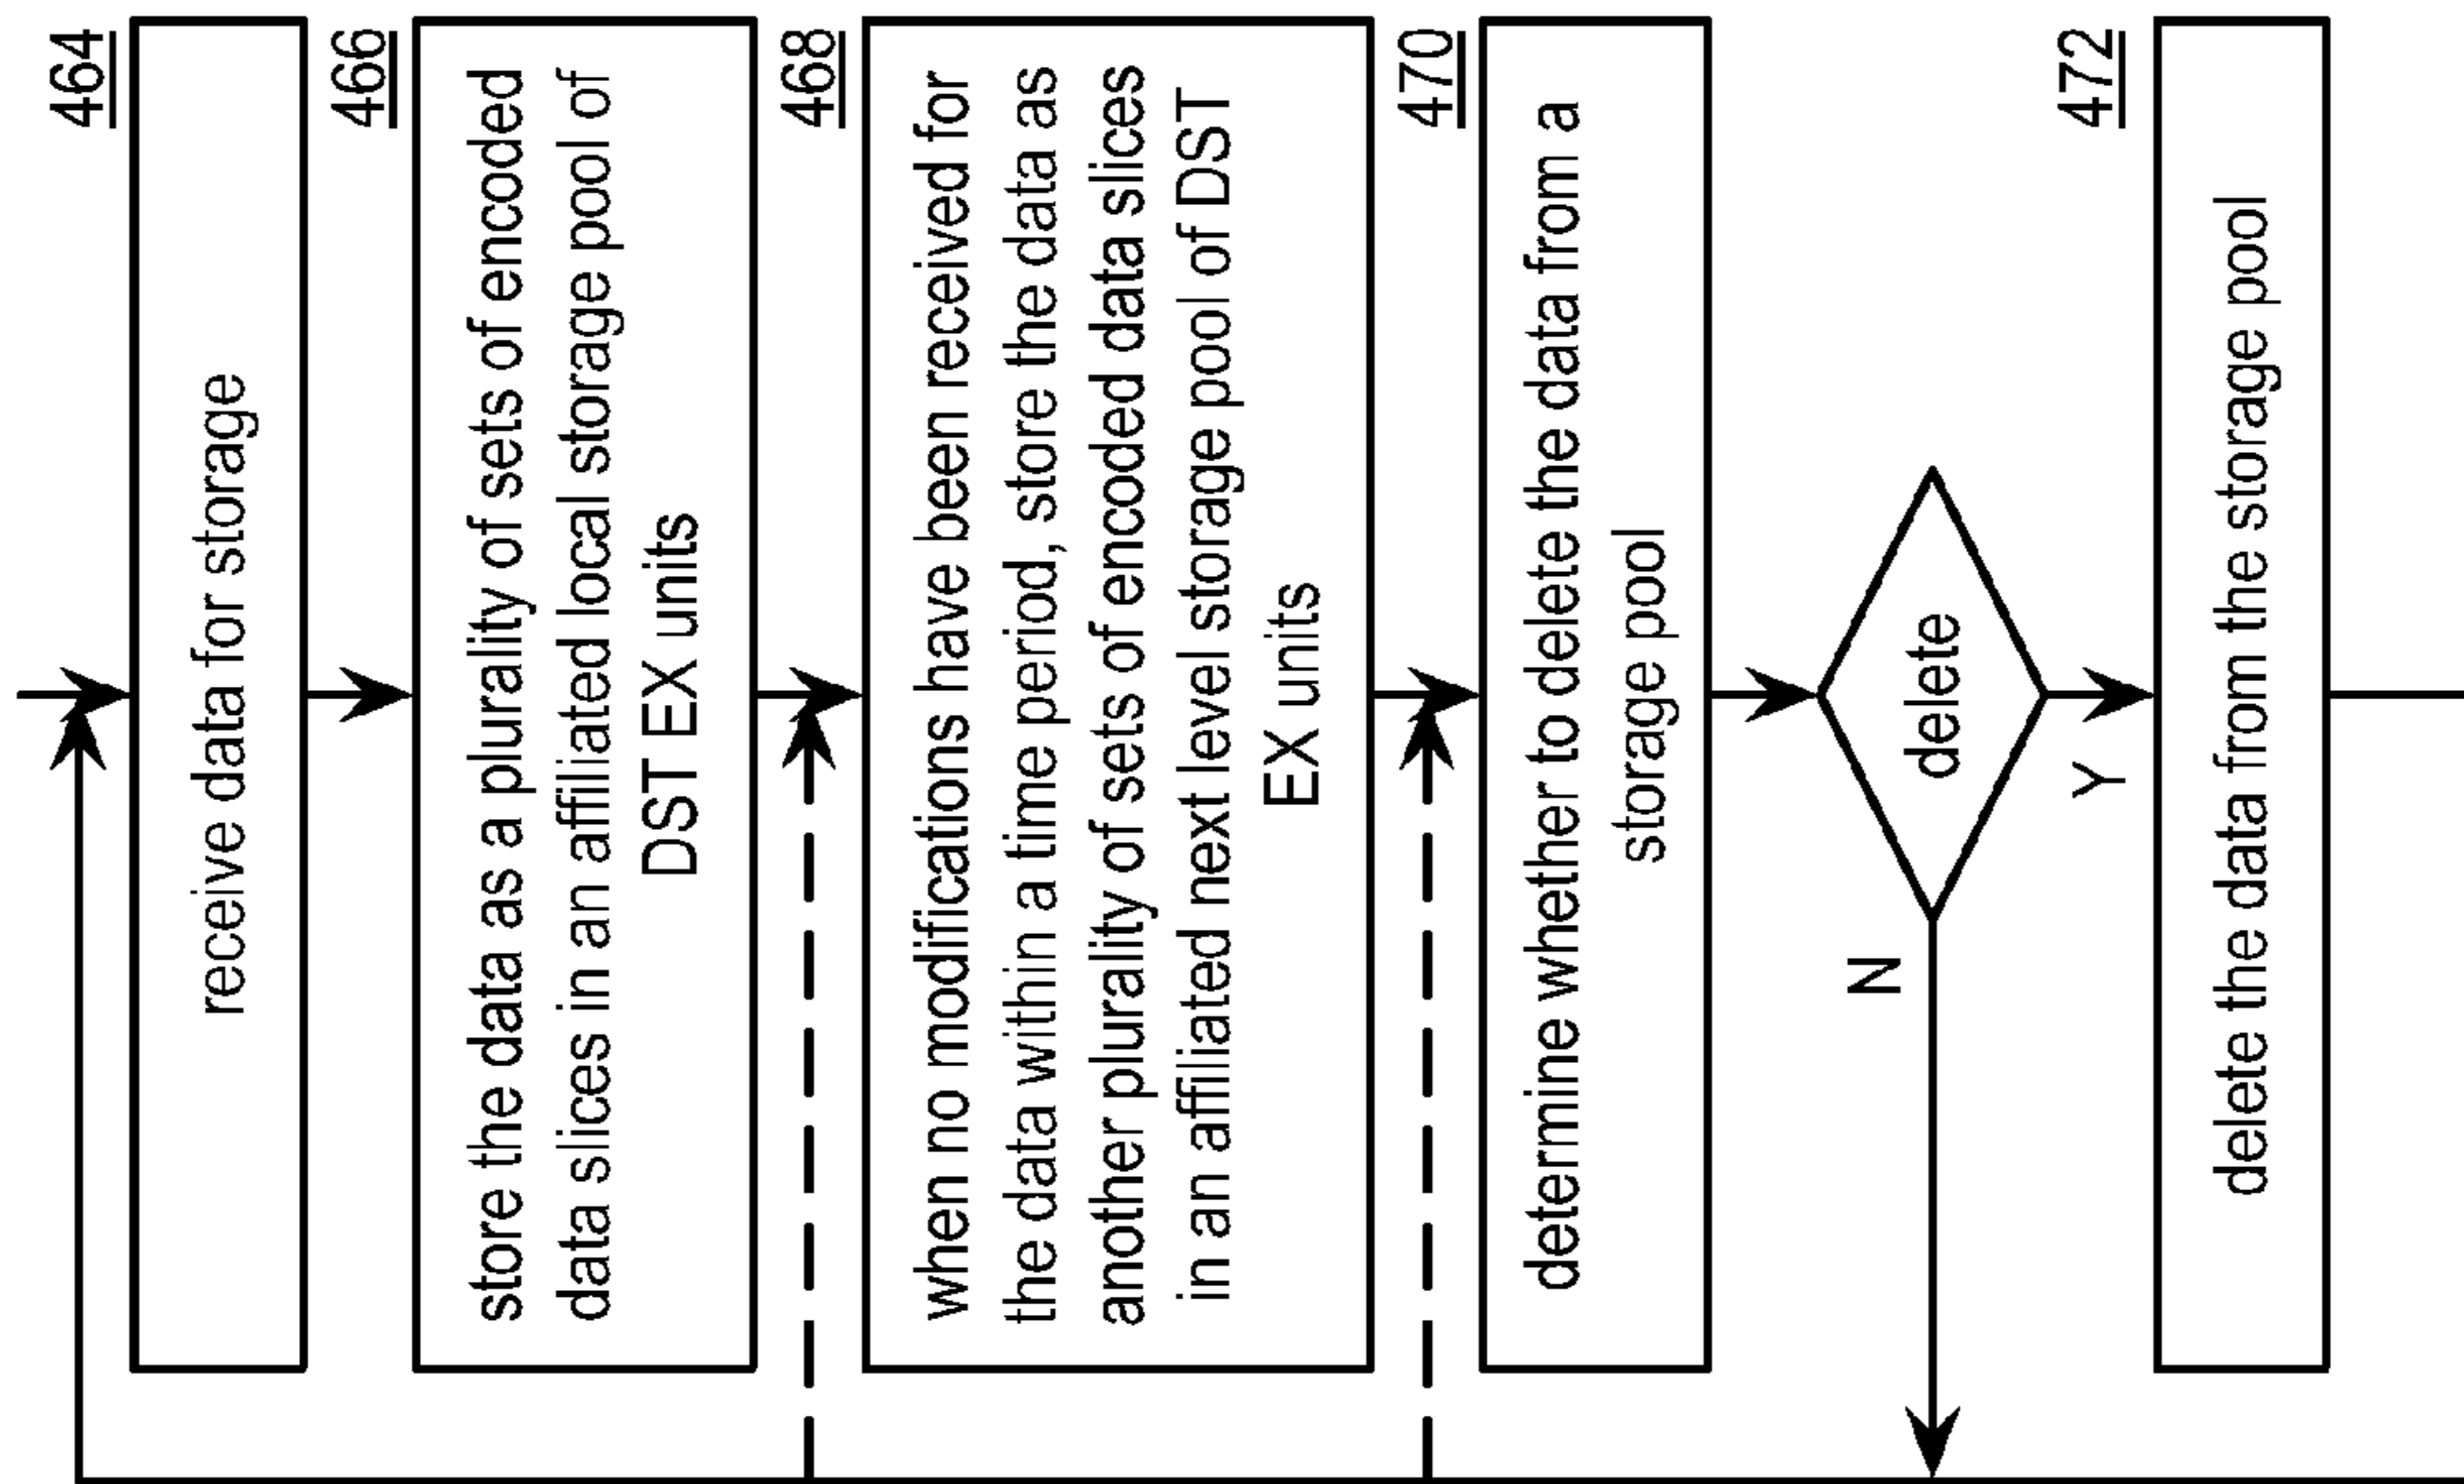 464
receive data for storage
466
store the data as a plurality of sets of encoded
data slices in an affiliated local storage pool of
DST EX units
468
when no modifications have been received for
the data within a time period, store the data as
another plurality of sets of encoded data slices
in an affiliated next level storage pool of DST
EX units
470
determine whether to delete the data from a
storage pool
delete
N
Y
472
delete the data from the storage pool